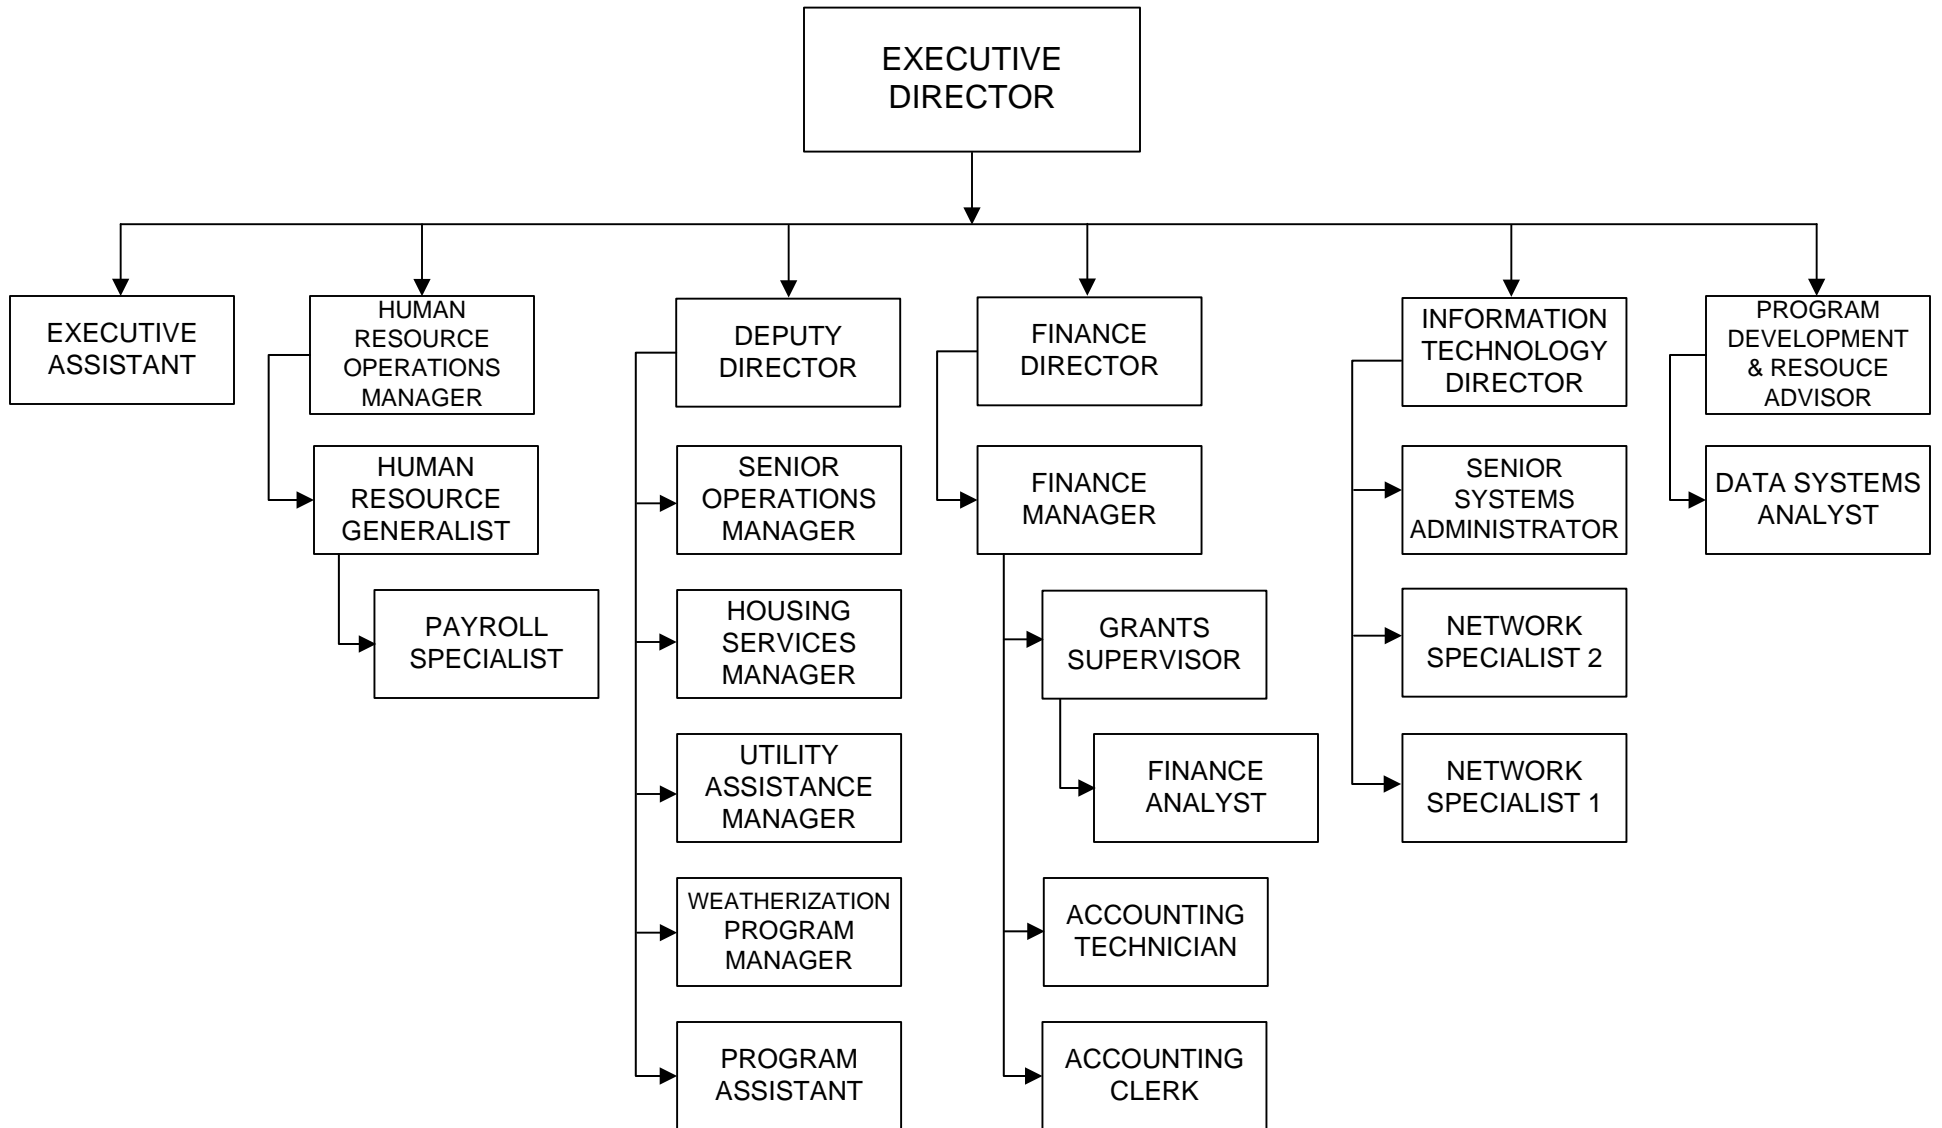 EXECUTIVE
DIRECTOR
EXECUTIVE
ASSISTANT
HUMAN
RESOURCE
OPERATIONS
MANAGER
DEPUTY
DIRECTOR
FINANCE
DIRECTOR
INFORMATION
TECHNOLOGY
DIRECTOR
PROGRAM
DEVELOPMENT
& RESOUCE
ADVISOR
HUMAN
RESOURCE
GENERALIST
SENIOR
OPERATIONS
MANAGER
FINANCE
MANAGER
SENIOR
SYSTEMS
ADMINISTRATOR
DATA SYSTEMS
ANALYST
PAYROLL
SPECIALIST
HOUSING
SERVICES
MANAGER
GRANTS
SUPERVISOR
NETWORK
SPECIALIST 2
UTILITY
ASSISTANCE
MANAGER
FINANCE
ANALYST
NETWORK
SPECIALIST 1
WEATHERIZATION
PROGRAM
MANAGER
ACCOUNTING
TECHNICIAN
PROGRAM
ASSISTANT
ACCOUNTING
CLERK